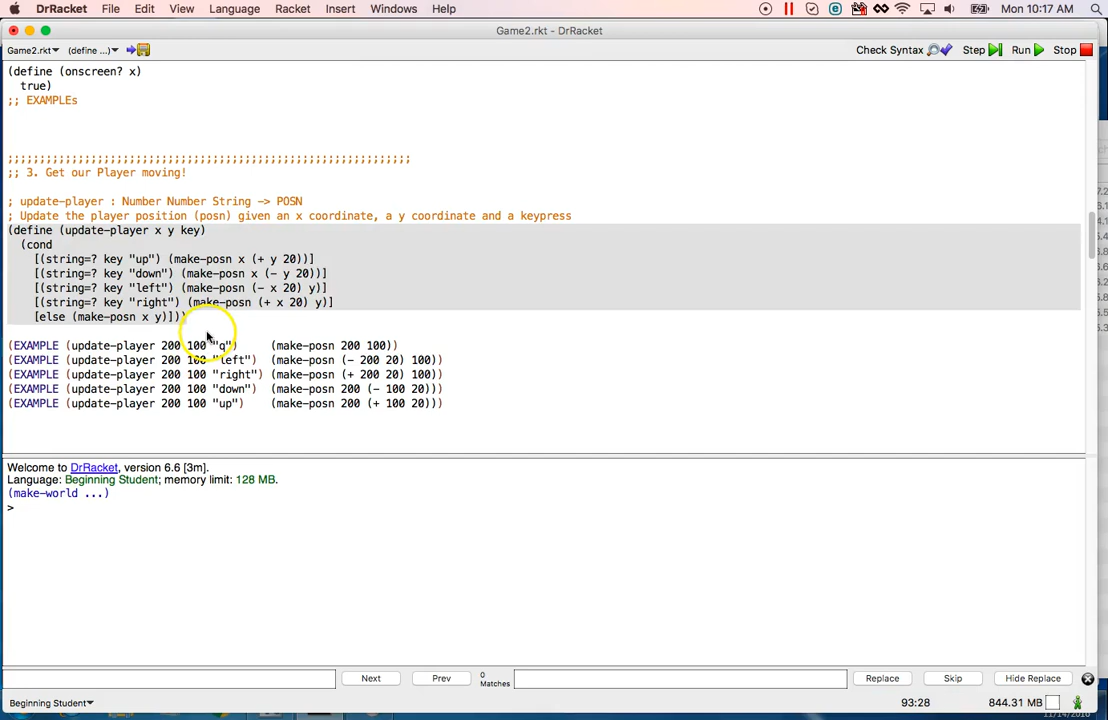 DrRacket File Edit View Language Racket Insert Windows Help Mon 10:17 AM
Game2.rkt - DrRacket
Game2.rkt▾ (define ...)▾ Check Syntax Step Run Stop
(define (onscreen? x)
true)
;; EXAMPLEs
;;;;;;;;;;;;;;;;;;;;;;;;;;;;;;;;;;;;;;;;;;;;;;;;;;;;;;;;;;;;;;;;
;; 3. Get our Player moving!
; update-player : Number Number String -> POSN
; Update the player position (posn) given an x coordinate, a y coordinate and a keypress
(define (update-player x y key)
(cond
[(string=? key "up") (make-posn x (+ y 20))]
[(string=? key "down") (make-posn x (- y 20))]
[(string=? key "left") (make-posn (- x 20) y)]
[(string=? key "right") (make-posn (+ x 20) y)]
[else (make-posn x y)]))
(EXAMPLE (update-player 200 100 "q") (make-posn 200 100))
(EXAMPLE (update-player 200 100 "left") (make-posn (- 200 20) 100))
(EXAMPLE (update-player 200 100 "right") (make-posn (+ 200 20) 100))
(EXAMPLE (update-player 200 100 "down") (make-posn 200 (- 100 20)))
(EXAMPLE (update-player 200 100 "up") (make-posn 200 (+ 100 20)))
Welcome to DrRacket, version 6.6 [3m].
Language: Beginning Student; memory limit: 128 MB.
(make-world ...)
>
Next Prev 0 Matches Replace Skip Hide Replace
Beginning Student▾ 93:28 844.31 MB